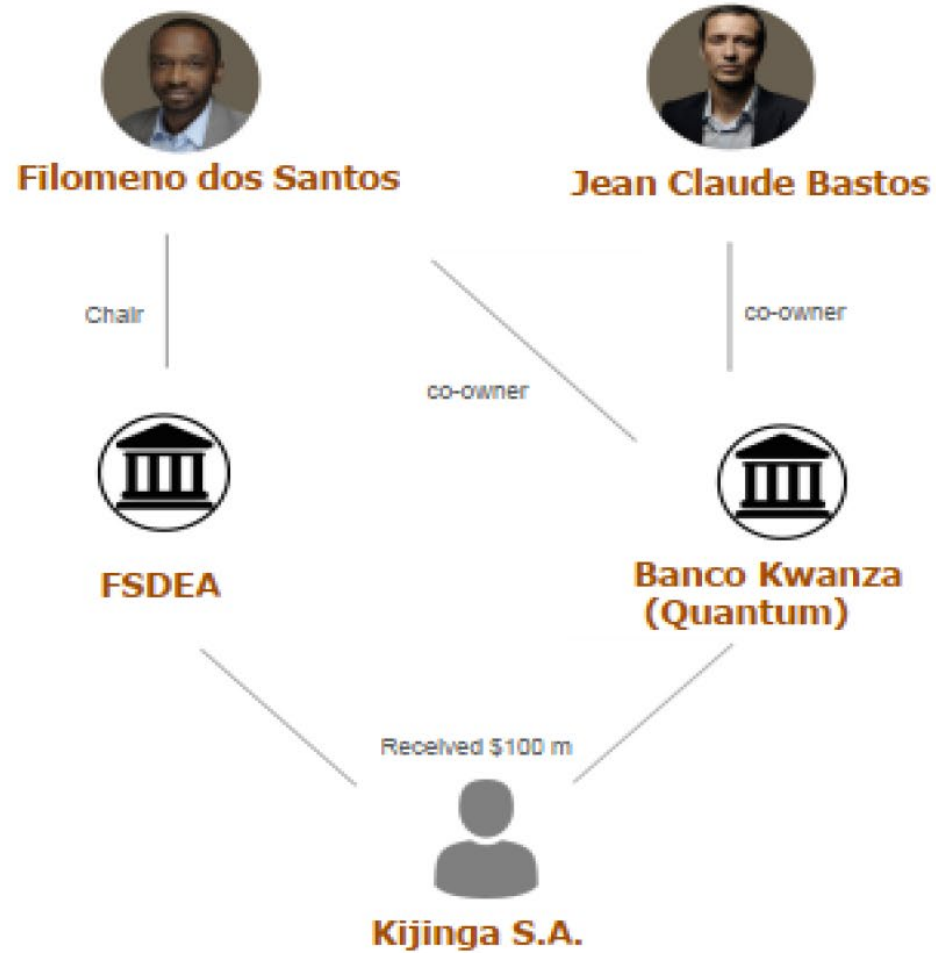 Filomeno dos Santos
Jean Claude Bastos
Chair
co-owner
co-owner
FSDEA
Banco Kwanza
(Quantum)
Received $100 m
Kijinga S.A.